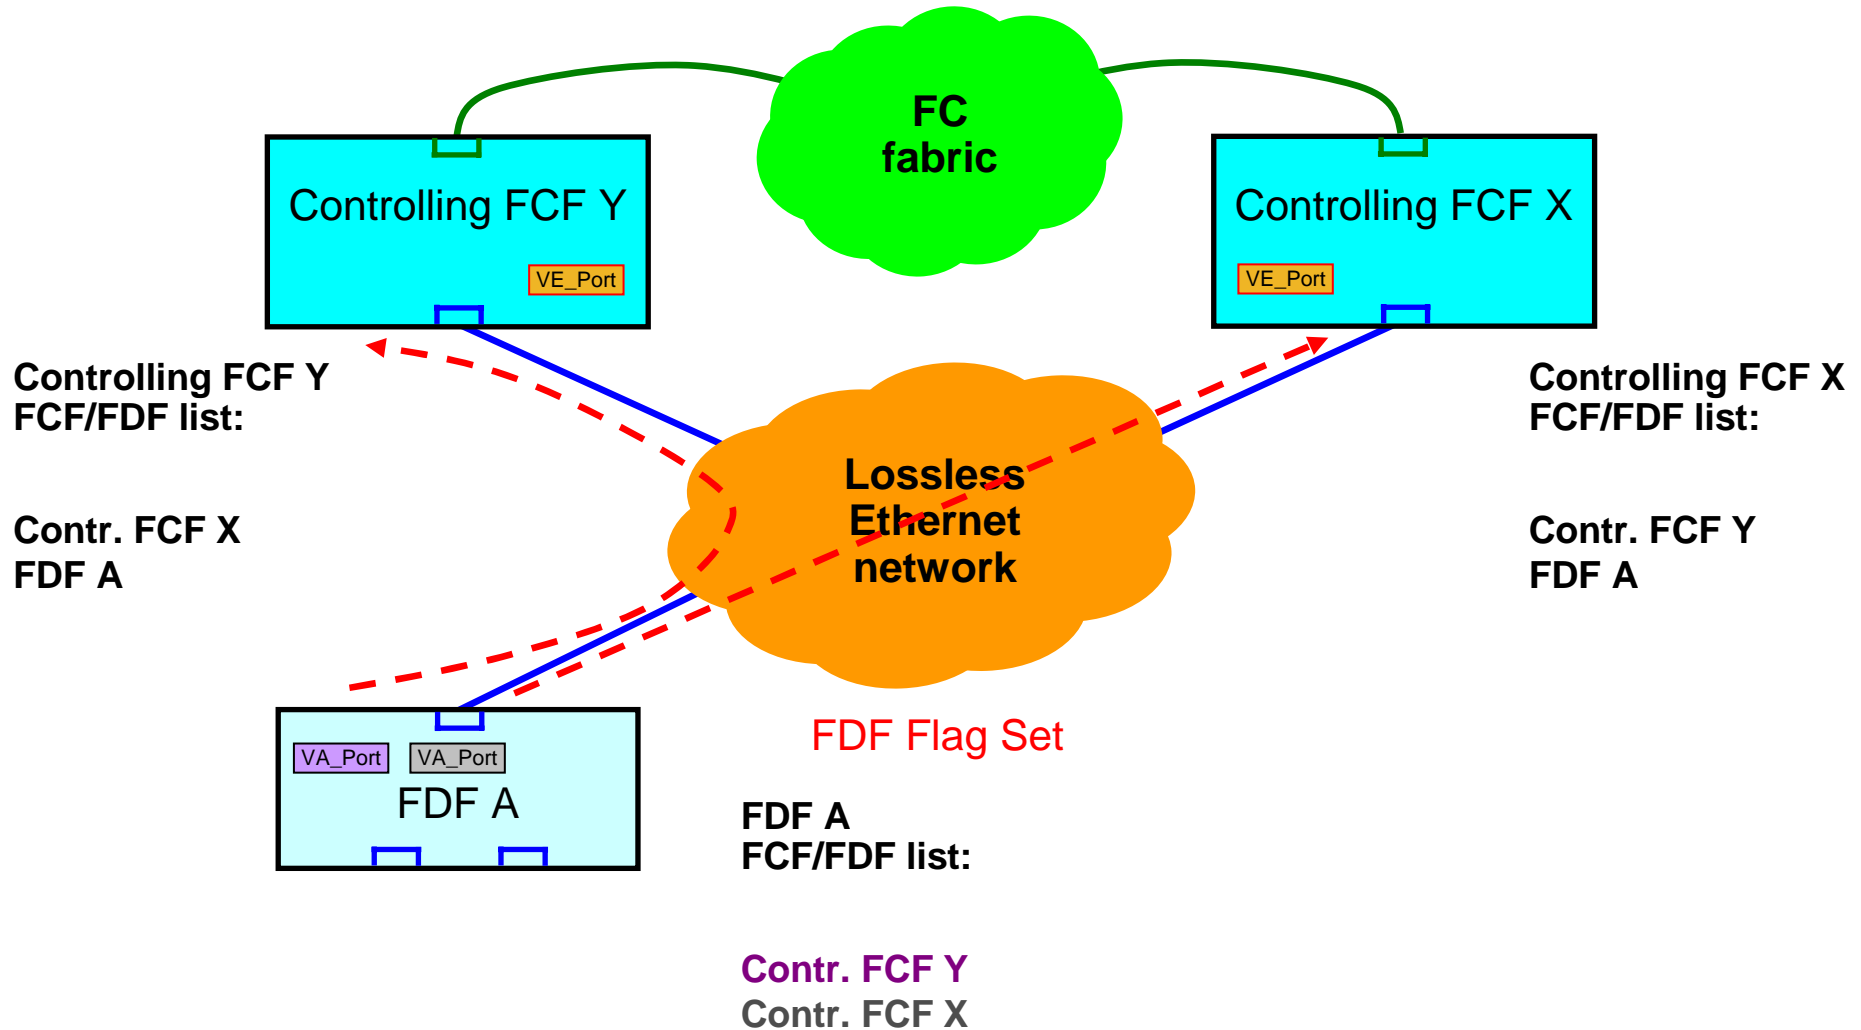 FC
fabric
Controlling FCF Y
VE_Port
Controlling FCF X
VE_Port
Controlling FCF Y
FCF/FDF list:
Contr. FCF X
FDF A
Lossless
Ethernet
network
Controlling FCF X
FCF/FDF list:
Contr. FCF Y
FDF A
VA_Port
VA_Port
FDF A
FDF Flag Set
FDF A
FCF/FDF list:
Contr. FCF Y
Contr. FCF X